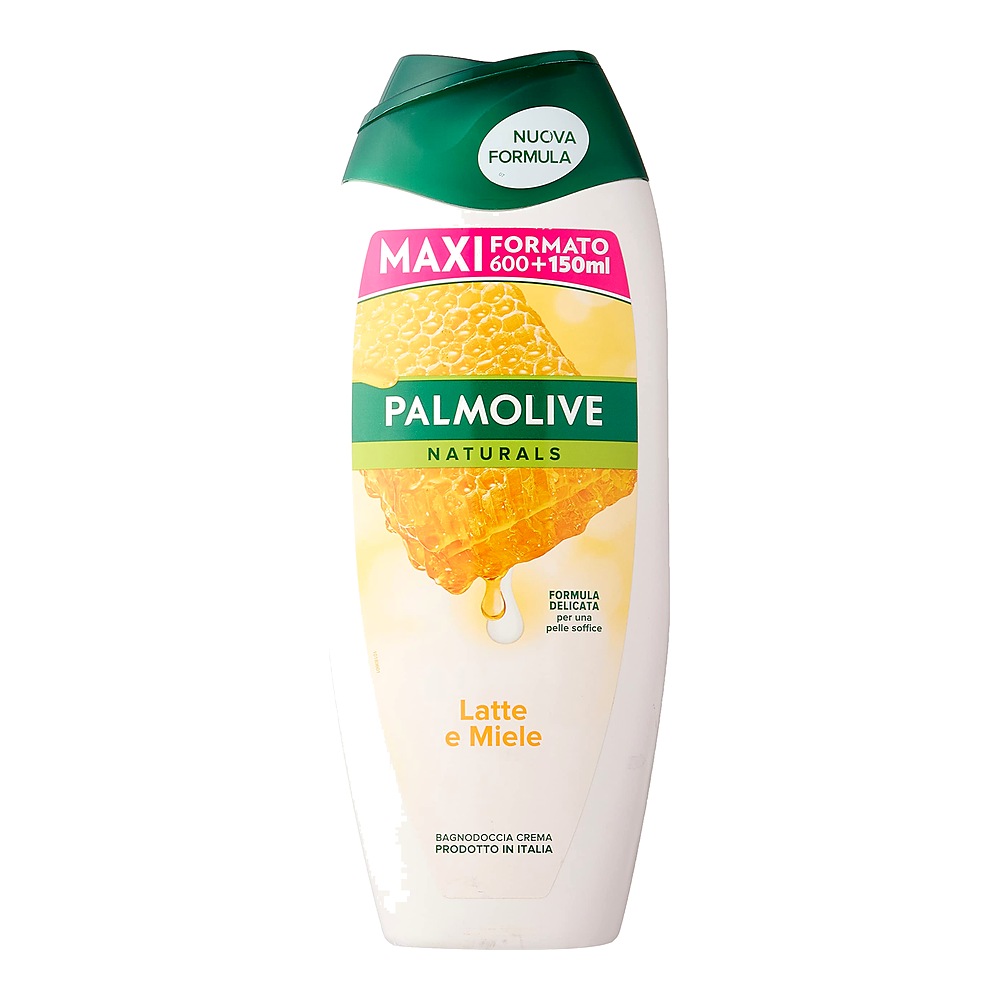 NUOVA
FORMULA
MAXI FORMATO
600+150ml
PALMOLIVE
NATURALS
FORMULA
DELICATA
per una
pelle soffice
Latte
e Miele
BAGNODOCCIA CREMA
PRODOTTO IN ITALIA